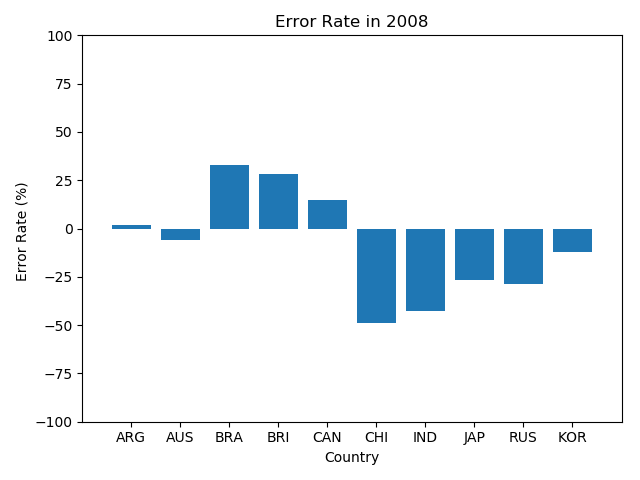 Error Rate in 2008
Error Rate (%)
100
75
50
25
0
−25
−50
−75
−100
ARG AUS BRA BRI CAN CHI IND JAP RUS KOR
Country